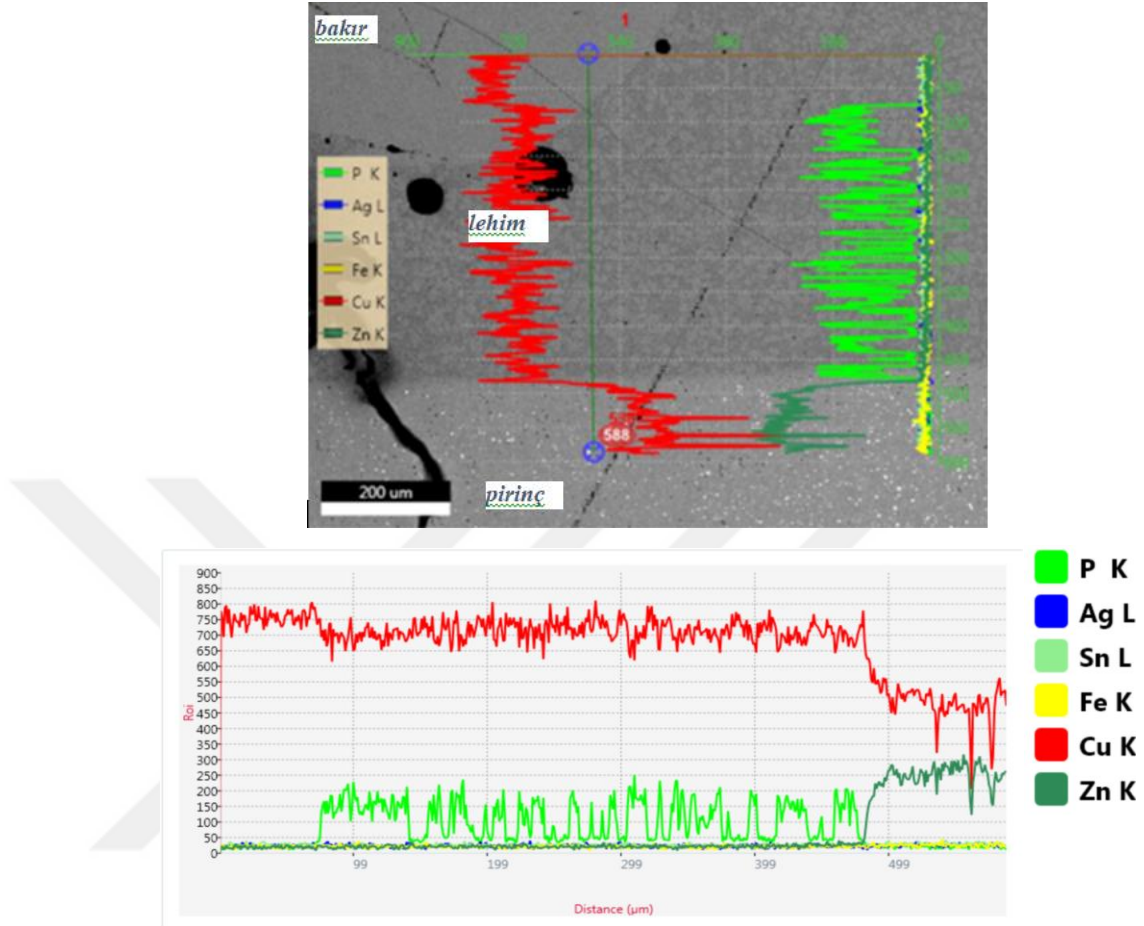 bakır
1
P K
Ag L
Sn L
Fe K
Cu K
Zn K
lehim
588
200 um
pirinç
900
850
800
750
700
650
600
550
500
450
400
350
300
250
200
150
100
50
0
Roi
99
199
299
399
499
Distance (µm)
P K
Ag L
Sn L
Fe K
Cu K
Zn K